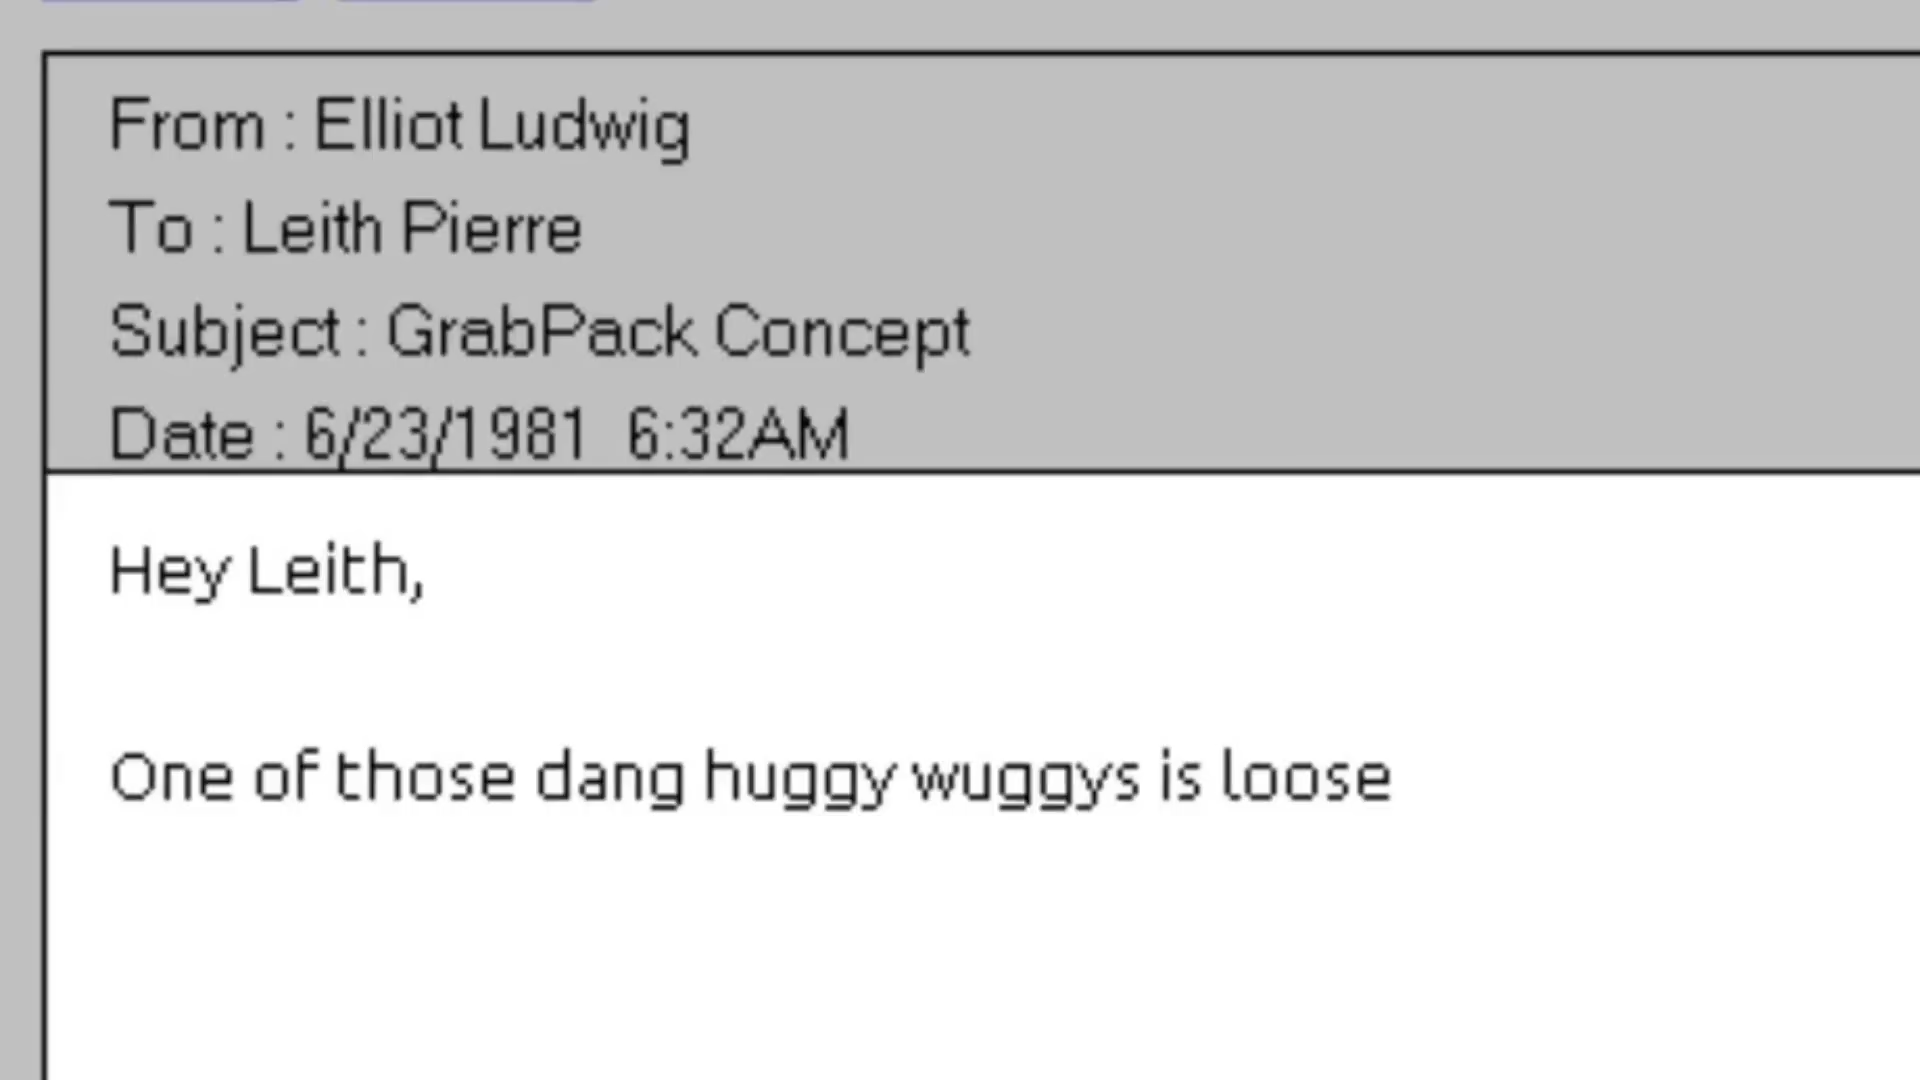 From : Elliot Ludwig
To : Leith Pierre
Subject : GrabPack Concept
Date : 6/23/1981 6:32AM
Hey Leith,
One of those dang huggy wuggys is loose